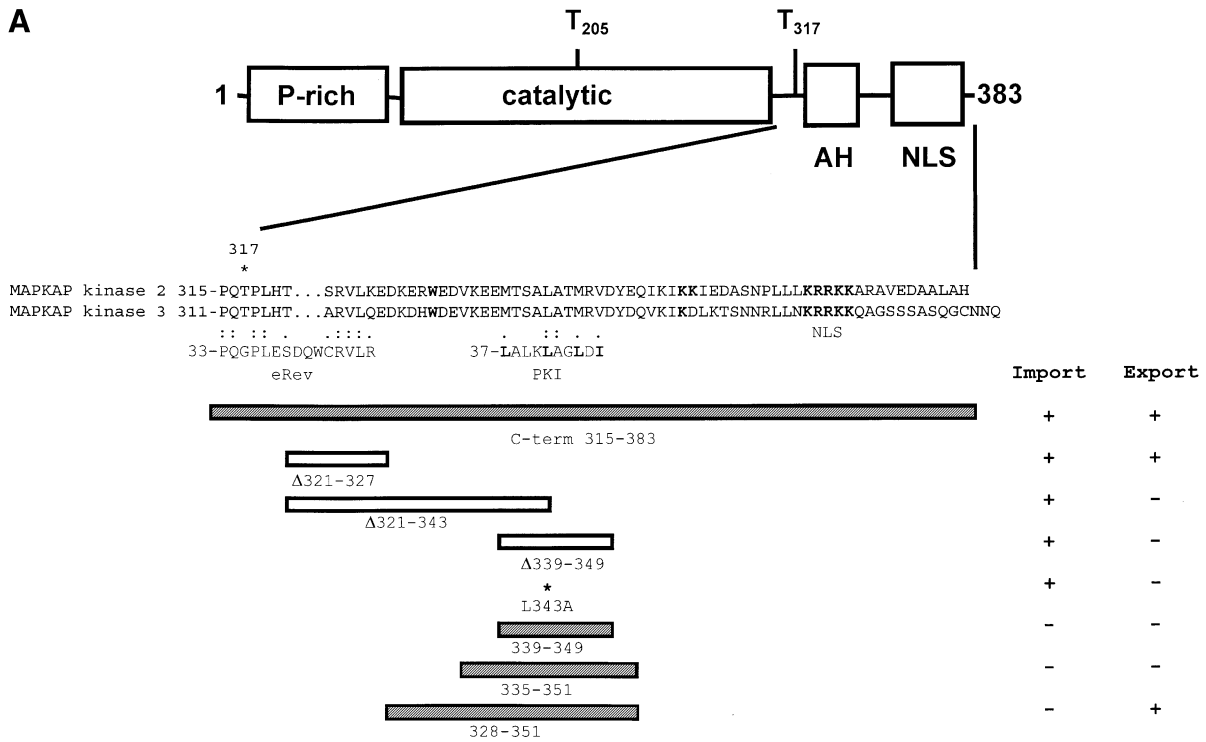 A
T205 T317
1 P-rich catalytic 383
AH NLS
317
*
MAPKAP kinase 2 315-PQTPLHT...SRVLKEDKERWEDVKEEMTSALATMRVDYEQIKIKKIEDASNPLLLKRRKKARAVEDAALAH
MAPKAP kinase 3 311-PQTPLHT...ARVLQEDKDHWDEVKEEMTSALATMRVDYDQVKIKDLKTSNNRLLNKRRKKQAGSSSASQGCNNQ
:: :: . .:::. . :: . . NLS
33-PQGPLESDQWCRVLR 37-LALKLAGLDI
eRev PKI
Import Export
+ +
C-term 315-383
+ +
Δ321-327
+ -
Δ321-343
+ -
Δ339-349
* + -
L343A
- -
339-349
- -
335-351
- +
328-351